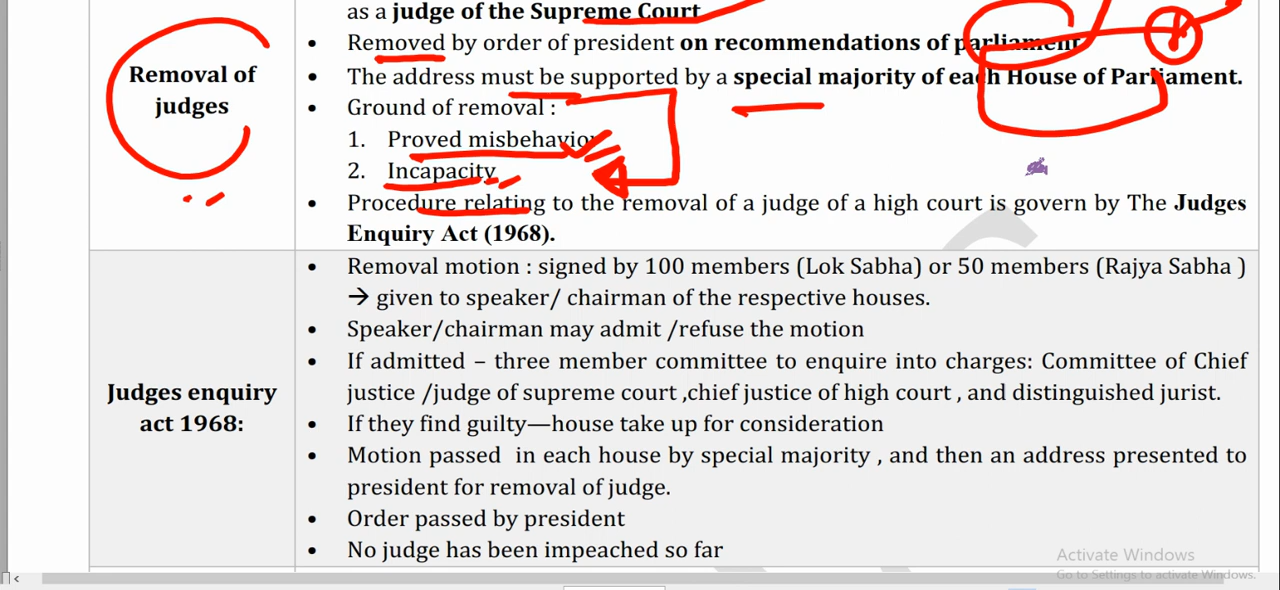 as a judge of the Supreme Court
• Removed by order of president on recommendations of parliament
Removal of judges
• The address must be supported by a special majority of each House of Parliament.
• Ground of removal :
1. Proved misbehavior
2. Incapacity
• Procedure relating to the removal of a judge of a high court is govern by The Judges
Enquiry Act (1968).
Judges enquiry
act 1968:
• Removal motion : signed by 100 members (Lok Sabha) or 50 members (Rajya Sabha )
→ given to speaker/ chairman of the respective houses.
• Speaker/chairman may admit /refuse the motion
• If admitted – three member committee to enquire into charges: Committee of Chief
justice /judge of supreme court ,chief justice of high court , and distinguished jurist.
• If they find guilty—house take up for consideration
• Motion passed in each house by special majority , and then an address presented to
president for removal of judge.
• Order passed by president
• No judge has been impeached so far
Activate Windows
Go to Settings to activate Windows.